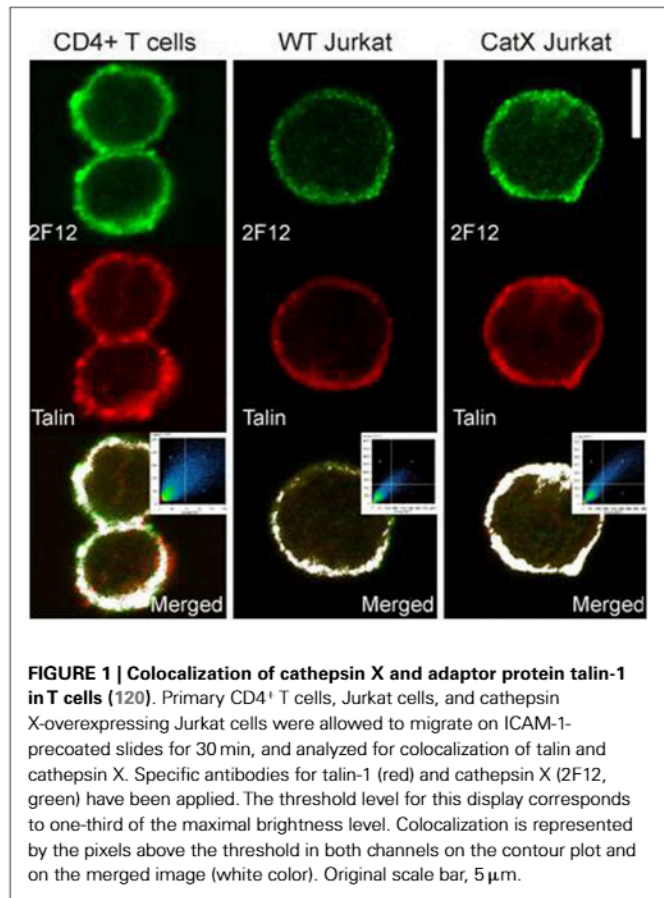 CD4+ T cells
WT Jurkat
CatX Jurkat
2F12
2F12
2F12
Talin
Talin
Talin
Merged
Merged
Merged
FIGURE 1 | Colocalization of cathepsin X and adaptor protein talin-1
in T cells (120). Primary CD4⁺ T cells, Jurkat cells, and cathepsin
X-overexpressing Jurkat cells were allowed to migrate on ICAM-1-
precoated slides for 30 min, and analyzed for colocalization of talin and
cathepsin X. Specific antibodies for talin-1 (red) and cathepsin X (2F12,
green) have been applied. The threshold level for this display corresponds
to one-third of the maximal brightness level. Colocalization is represented
by the pixels above the threshold in both channels on the contour plot and
on the merged image (white color). Original scale bar, 5 μm.